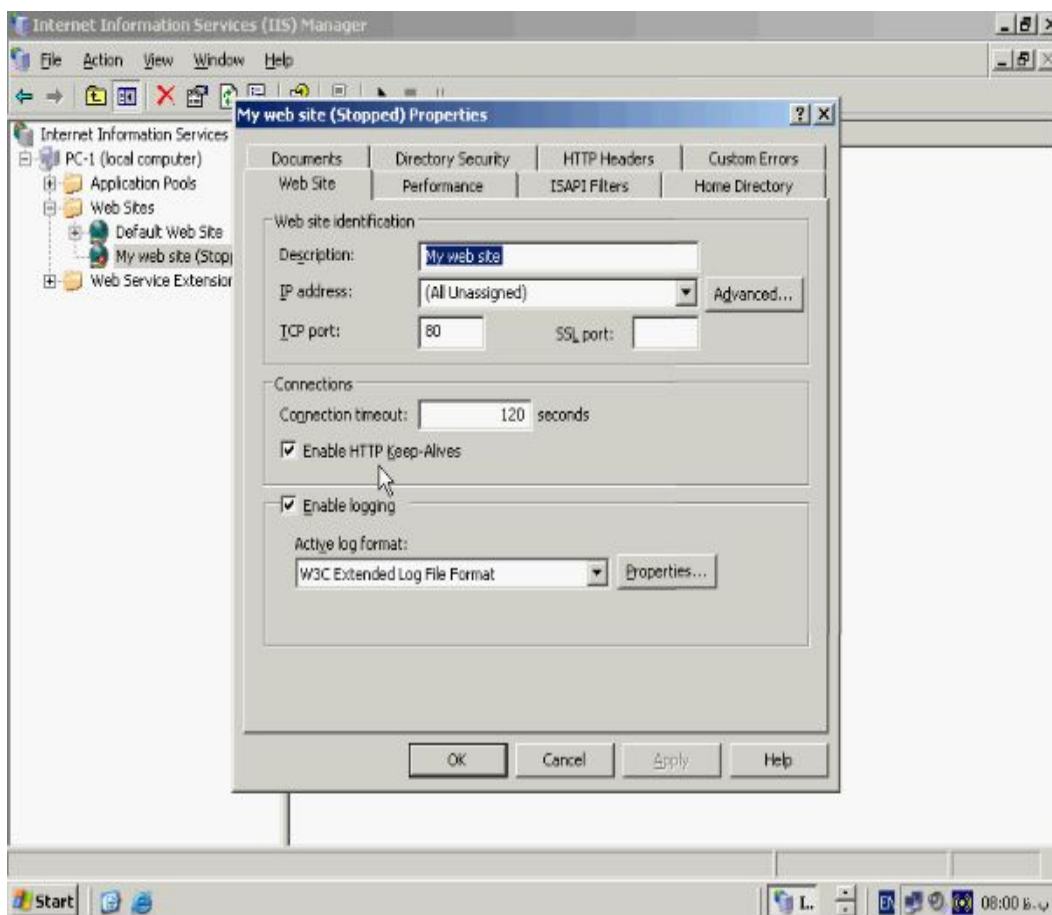 Internet Information Services (IIS) Manager
File Action View Window Help
Internet Information Services
PC-1 (local computer)
Application Pools
Web Sites
Default Web Site
My web site (Stop
Web Service Extension
My web site (Stopped) Properties
Documents Directory Security HTTP Headers Custom Errors
Web Site Performance ISAPI Filters Home Directory
Web site identification
Description: My web site
IP address: (All Unassigned) Advanced...
TCP port: 80 SSL port:
Connections
Connection timeout: 120 seconds
Enable HTTP Keep-Alives
Enable logging
Active log format:
W3C Extended Log File Format Properties...
OK Cancel Apply Help
Start I.. EN 08:00